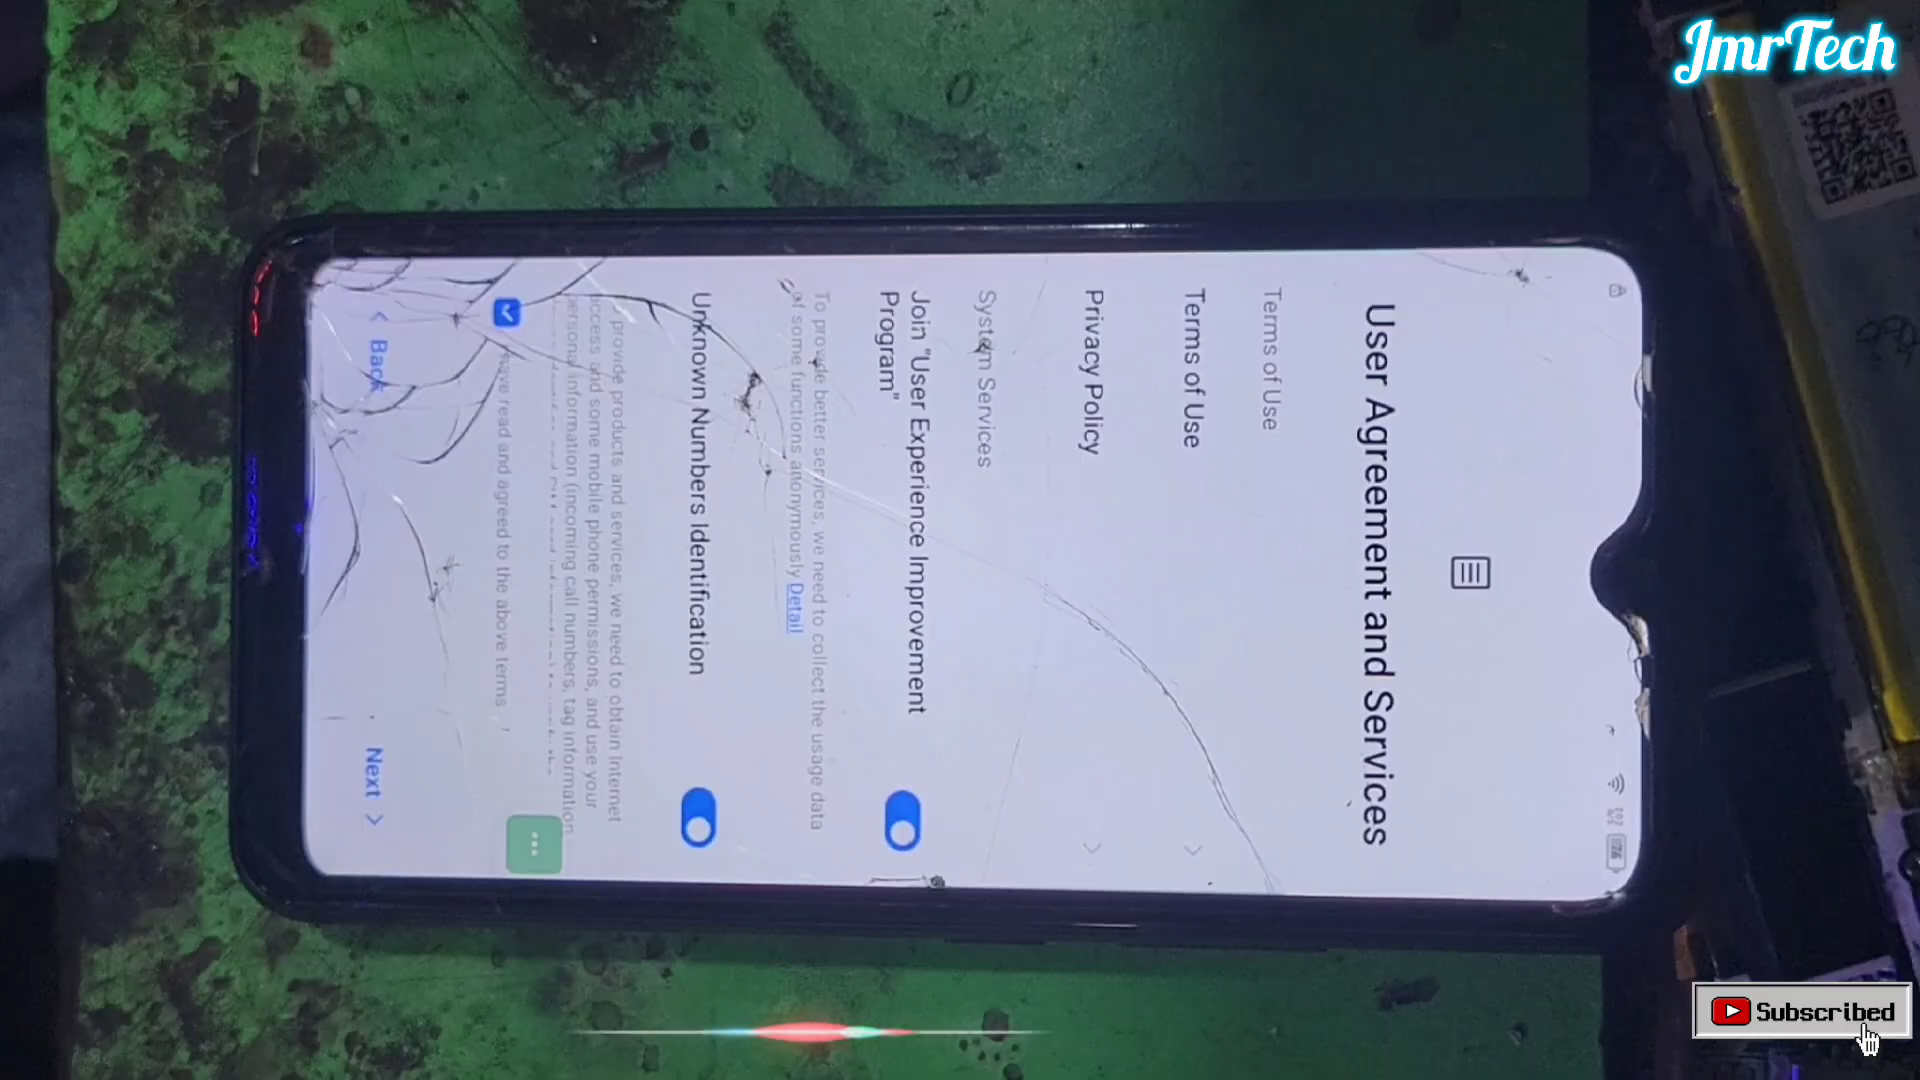 JmrTech
76
User Agreement and Services
Terms of Use
Terms of Use
Privacy Policy
System Services
Join "User Experience Improvement
Program"
To provide better services, we need to collect the usage data
of some functions anonymously Detail
Unknown Numbers Identification
provide products and services, we need to obtain Internet
access and some mobile phone permissions, and use your
personal information (incoming call numbers, tag information
have read and agreed to the above terms
Back
Next
Subscribed